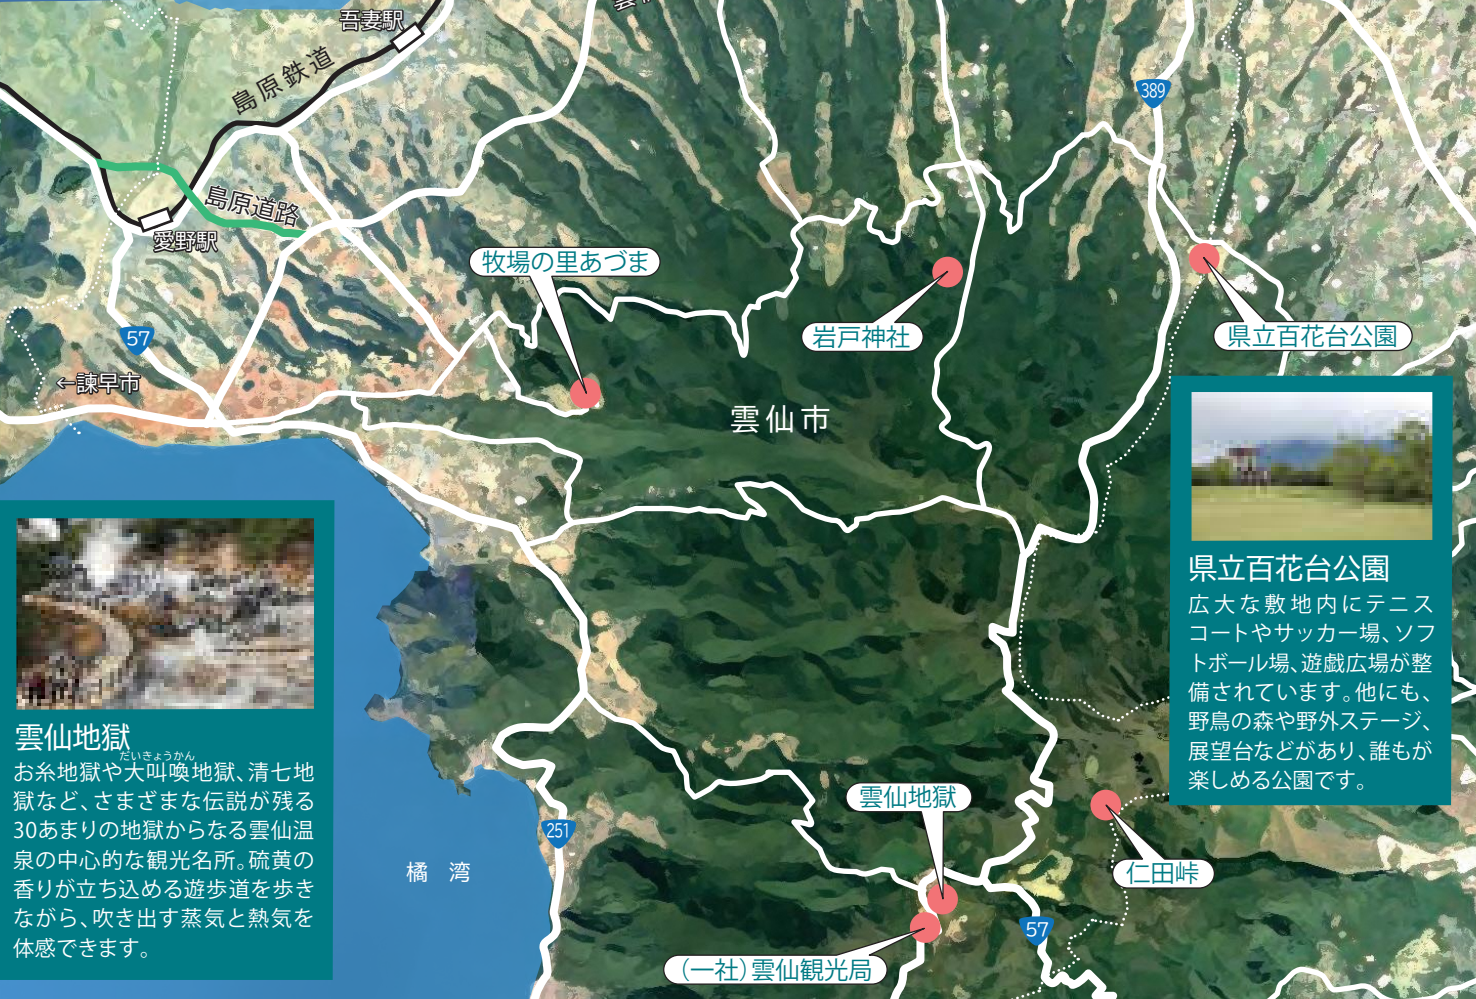 吾妻駅
島原鉄道
389
島原道路
愛野駅
牧場の里あづま
岩戸神社
県立百花台公園
57
←諫早市
雲仙市
県立百花台公園
広大な敷地内にテニス
コートやサッカー場、ソフ
トボール場、遊戯広場が整
備されています。他にも、
野鳥の森や野外ステージ、
展望台などがあり、誰もが
楽しめる公園です。
雲仙地獄
だいきょうかん
お糸地獄や大叫喚地獄、清七地
獄など、さまざまな伝説が残る
30あまりの地獄からなる雲仙温
泉の中心的な観光名所。硫黄の
香りが立ち込める遊歩道を歩き
ながら、吹き出す蒸気と熱気を
体感できます。
251
橘湾
雲仙地獄
仁田峠
57
(一社)雲仙観光局